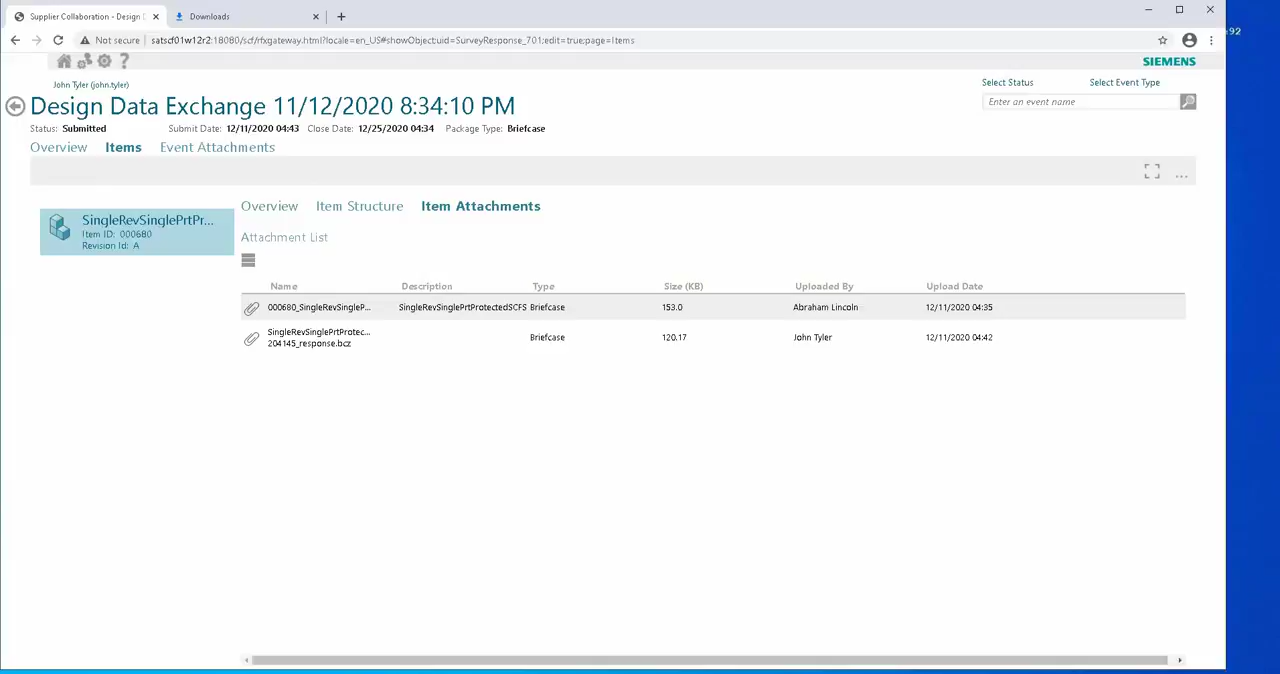 Supplier Collaboration - Design D
Downloads
Not secure
satscf01w12r2:18080/scf/rfxgateway.html?locale=en_US#showObject;uid=SurveyResponse_701;edit=true;page=Items
:92
SIEMENS
John Tyler (john.tyler)
Select Status
Select Event Type
Design Data Exchange 11/12/2020 8:34:10 PM
Enter an event name
Status: Submitted
Submit Date: 12/11/2020 04:43
Close Date: 12/25/2020 04:34
Package Type: Briefcase
Overview
Items
Event Attachments
...
SingleRevSinglePrtPr...
Item ID: 000680
Revision Id: A
Overview
Item Structure
Item Attachments
Attachment List
Name
Description
Type
Size (KB)
Uploaded By
Upload Date
000680_SingleRevSingleP...
SingleRevSinglePrtProtectedSCFS
Briefcase
153.0
Abraham Lincoln
12/11/2020 04:35
SingleRevSinglePrtProtec...
204145_response.bcz
Briefcase
120.17
John Tyler
12/11/2020 04:42